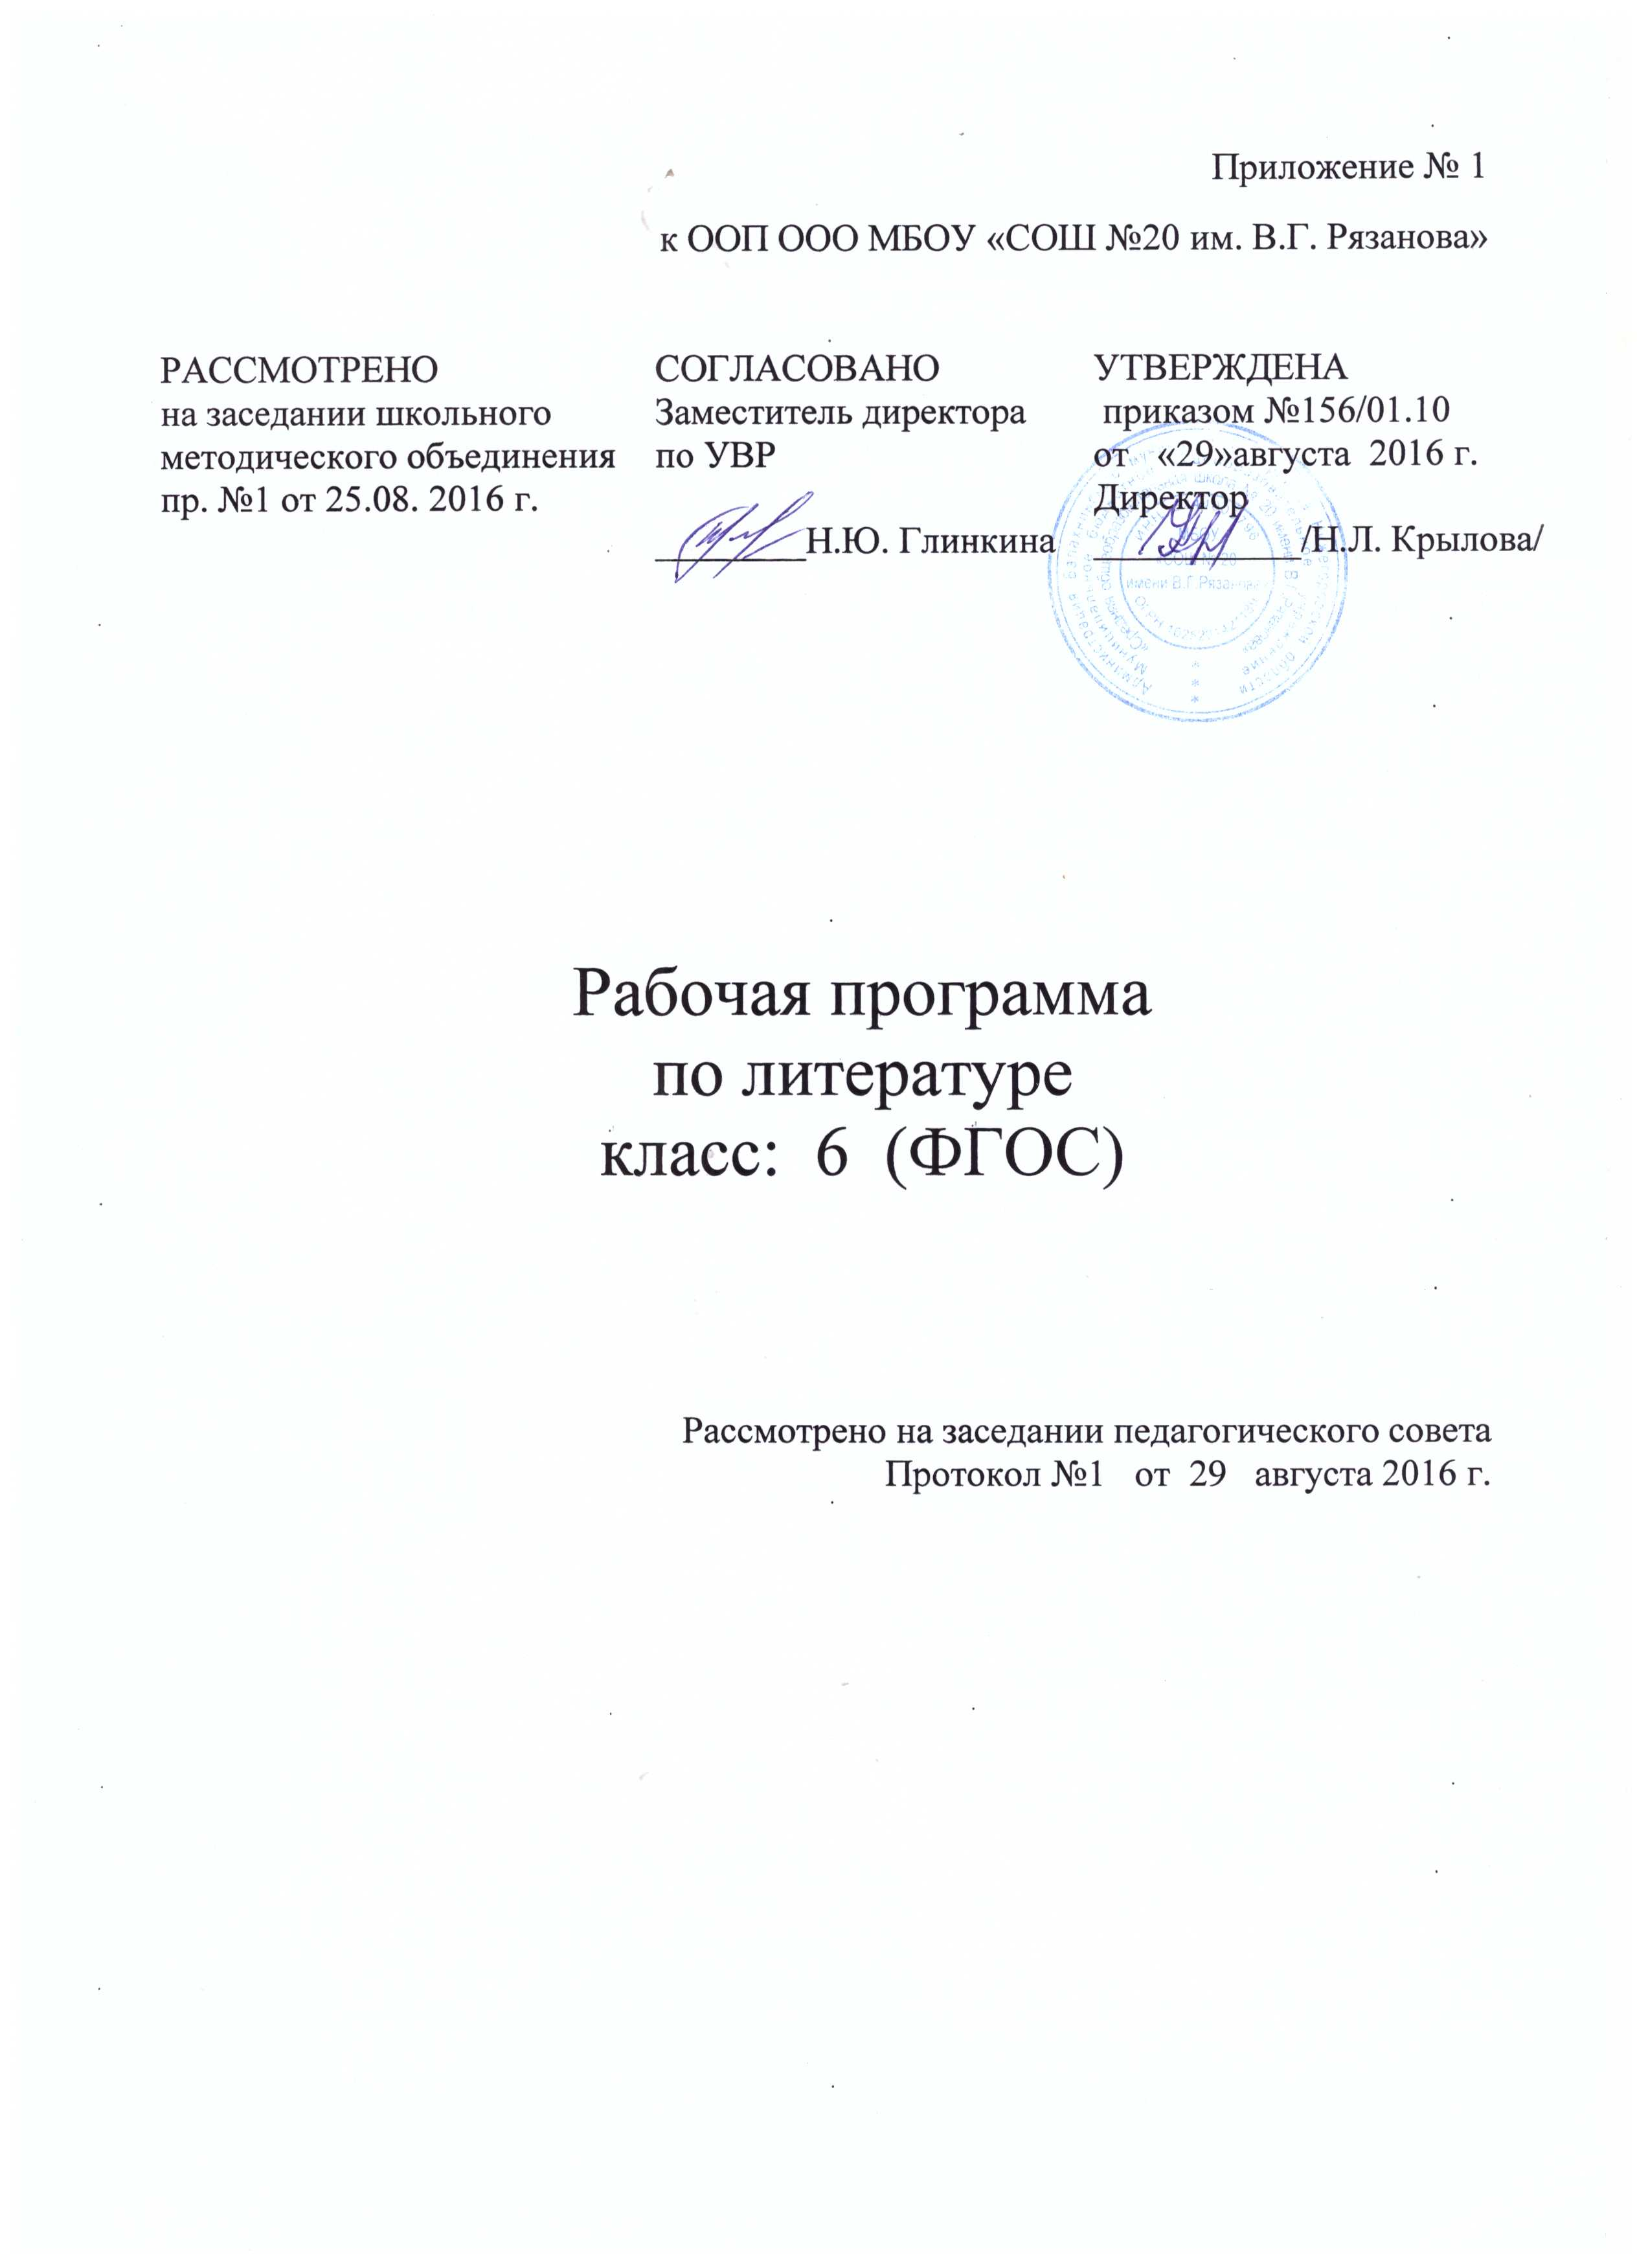 Приложение № 1
к ООП ООО МБОУ «СОШ №20 им. В.Г. Рязанова»
РАССМОТРЕНО
на заседании школьного
методического объединения
пр. №1 от 25.08. 2016 г.
СОГЛАСОВАНО
Заместитель директора
по УВР
Н.Ю. Глинкина
УТВЕРЖДЕНА
приказом №156/01.10
от «29»августа 2016 г.
Директор
/Н.Л. Крылова/
имени В.Г.Рязанова
Рабочая программа
по литературе
класс: 6 (ФГОС)
Рассмотрено на заседании педагогического совета
Протокол №1 от 29 августа 2016 г.